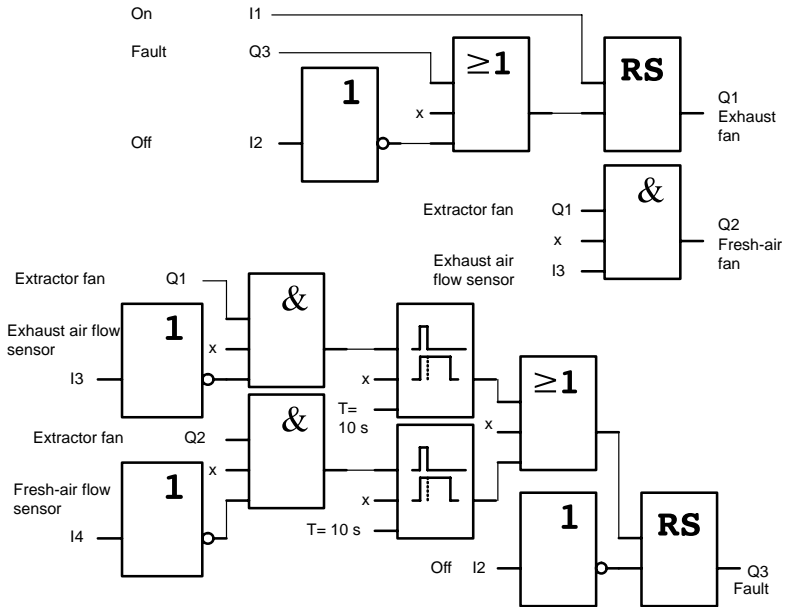 On I1
Fault Q3
Off I2
1
x
≥1
RS
Q1
Exhaust
fan
Extractor fan Q1
x
Exhaust air
flow sensor
I3
&
Q2
Fresh-air
fan
Extractor fan Q1
Exhaust air flow
sensor
I3
1
x
&
x
T=
10 s
Extractor fan Q2
x
&
Fresh-air flow
sensor
I4
1
x
T= 10 s
x
≥1
Off I2
1
RS
Q3
Fault